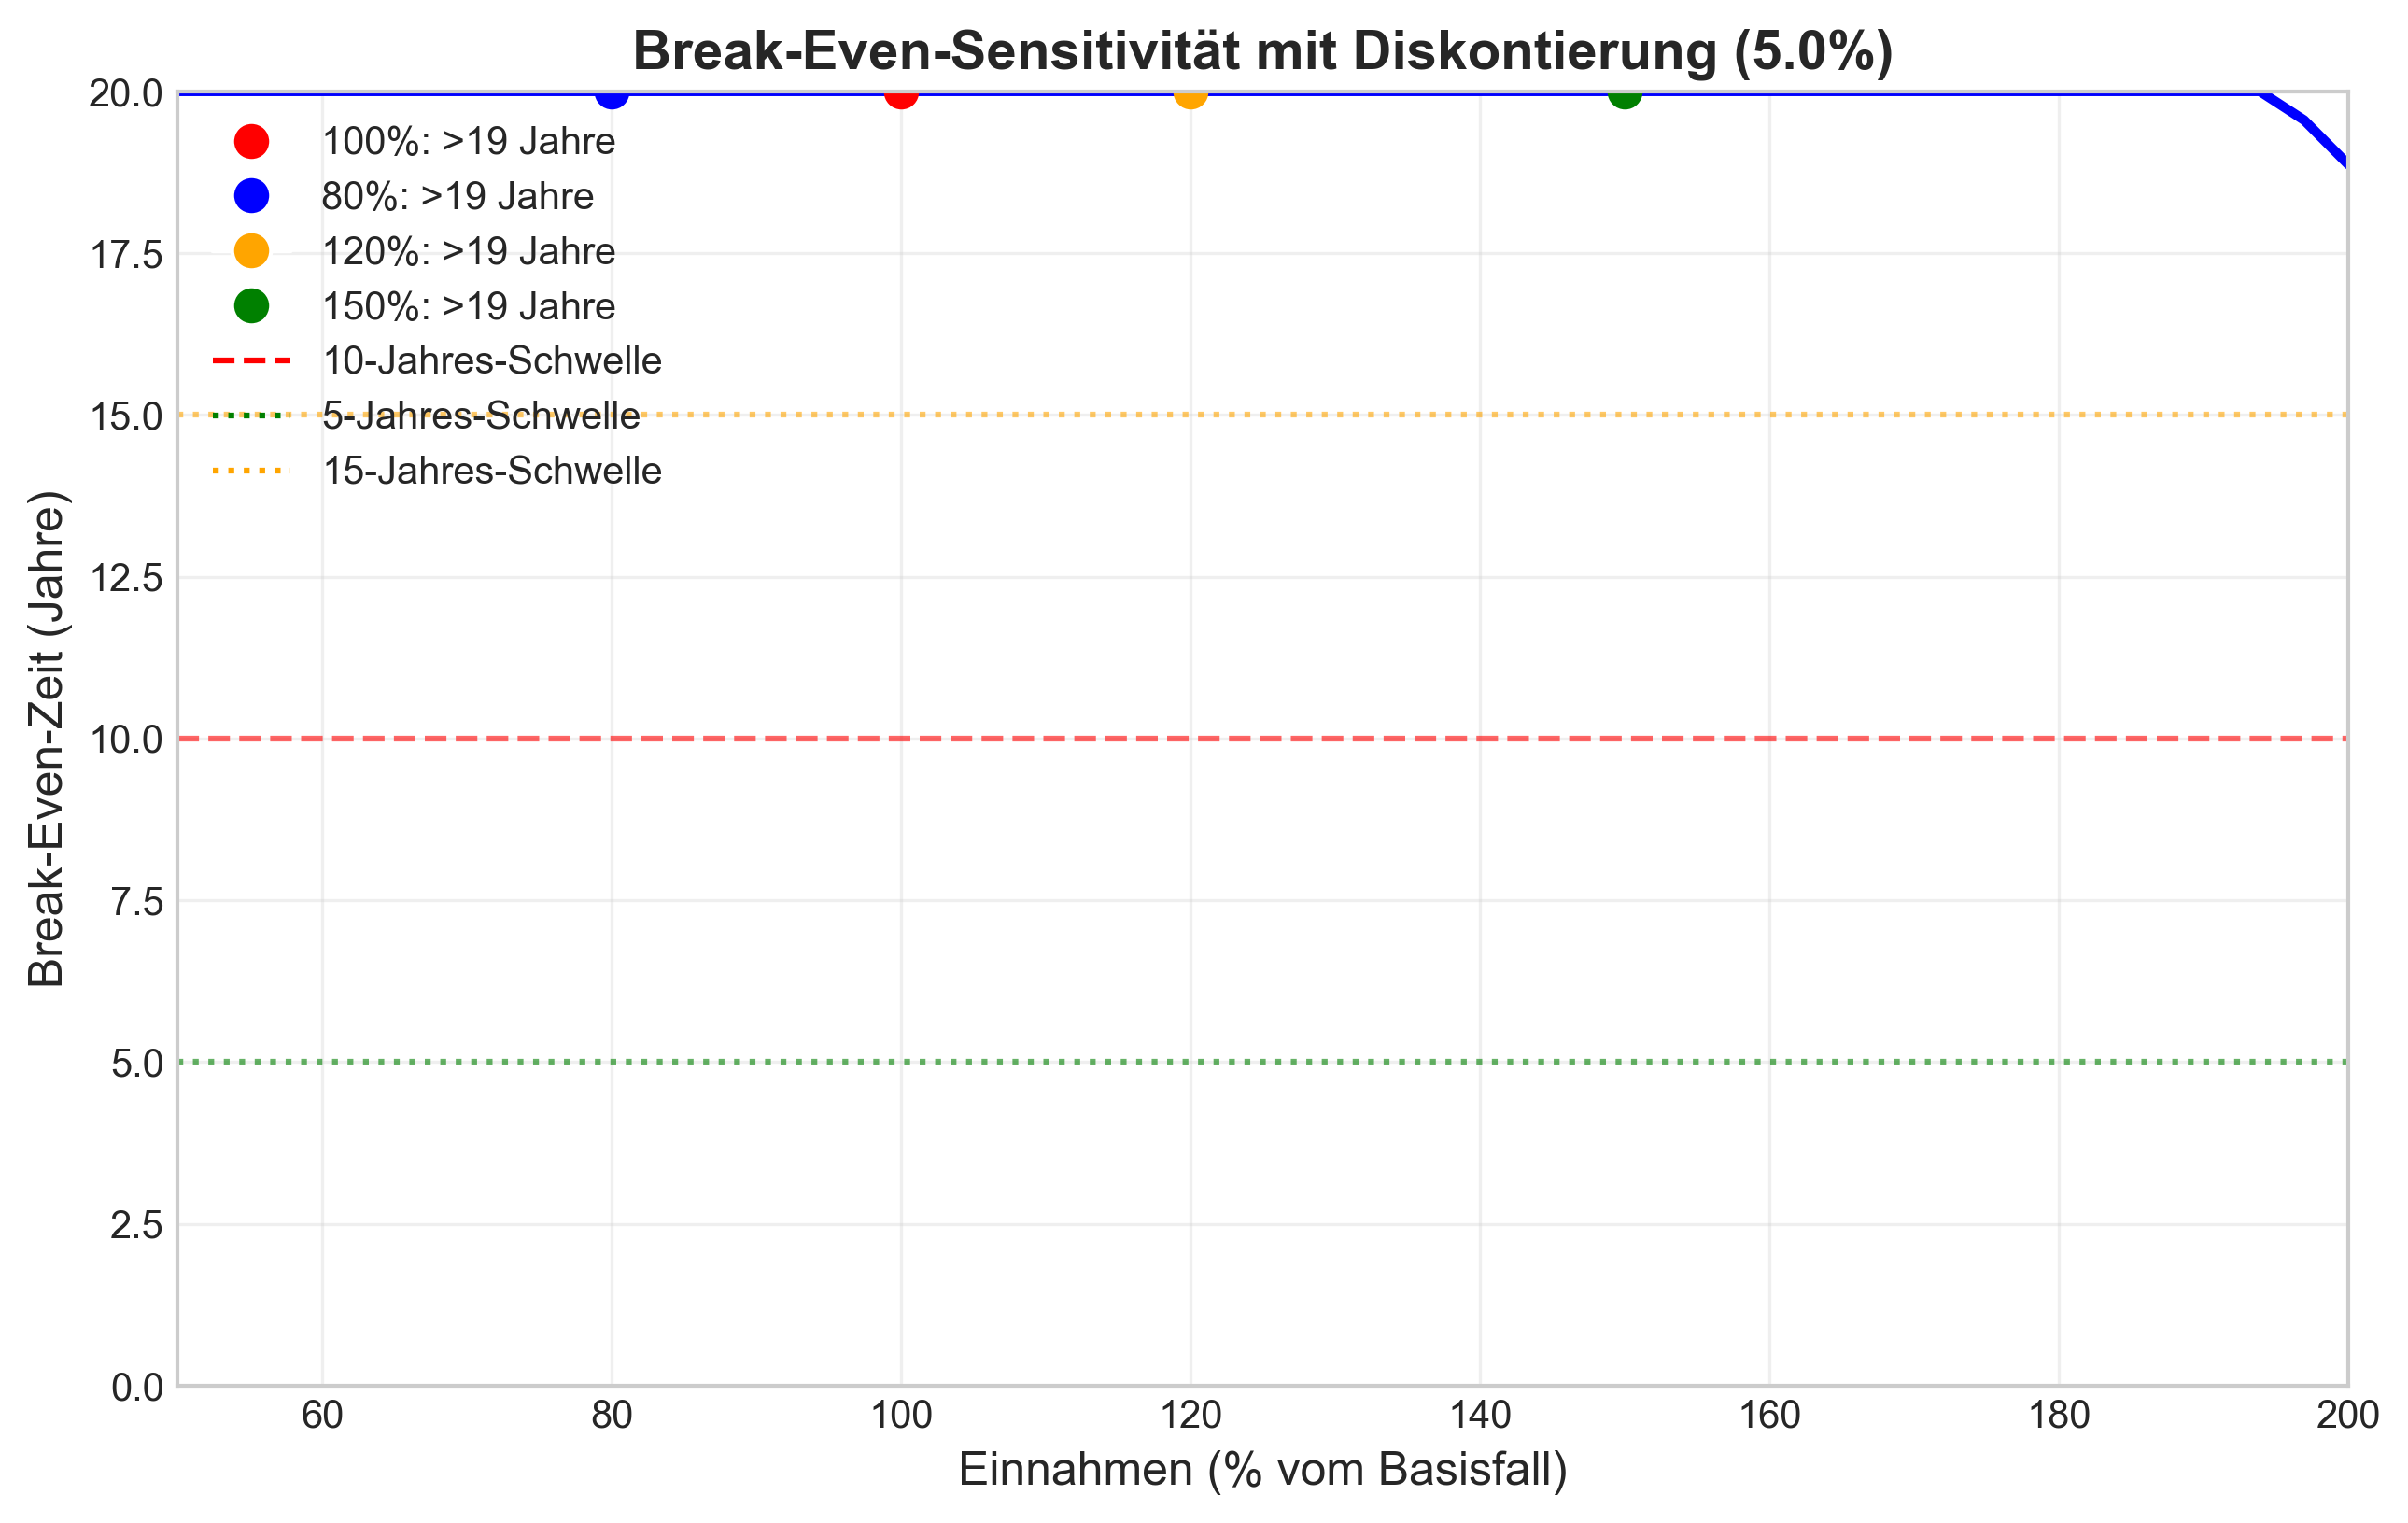 Break-Even-Sensitivität mit Diskontierung (5.0%)
20.0
17.5
15.0
12.5
10.0
7.5
5.0
2.5
0.0
Break-Even-Zeit (Jahre)
100%: >19 Jahre
80%: >19 Jahre
120%: >19 Jahre
150%: >19 Jahre
10-Jahres-Schwelle
5-Jahres-Schwelle
15-Jahres-Schwelle
60 80 100 120 140 160 180 200
Einnahmen (% vom Basisfall)